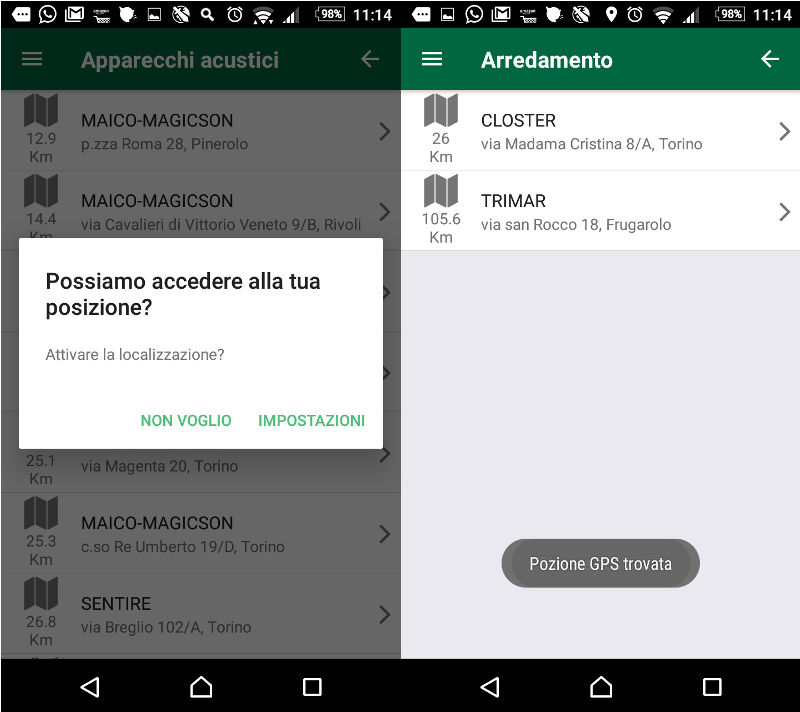 98%
11:14
Apparecchi acustici
MAICO-MAGICSON
12.9
p.zza Roma 28, Pinerolo
Km
MAICO-MAGICSON
14.4
via Cavalieri di Vittorio Veneto 9/B, Rivoli
Possiamo accedere alla tua
posizione?
Attivare la localizzazione?
NON VOGLIO
IMPOSTAZIONI
25.1
via Magenta 20, Torino
Km
MAICO-MAGICSON
25.3
c.so Re Umberto 19/D, Torino
Km
SENTIRE
26.8
via Breglio 102/A, Torino
Km
98%
11:14
Arredamento
CLOSTER
26
via Madama Cristina 8/A, Torino
Km
TRIMAR
105.6
via san Rocco 18, Frugarolo
Km
Pozione GPS trovata